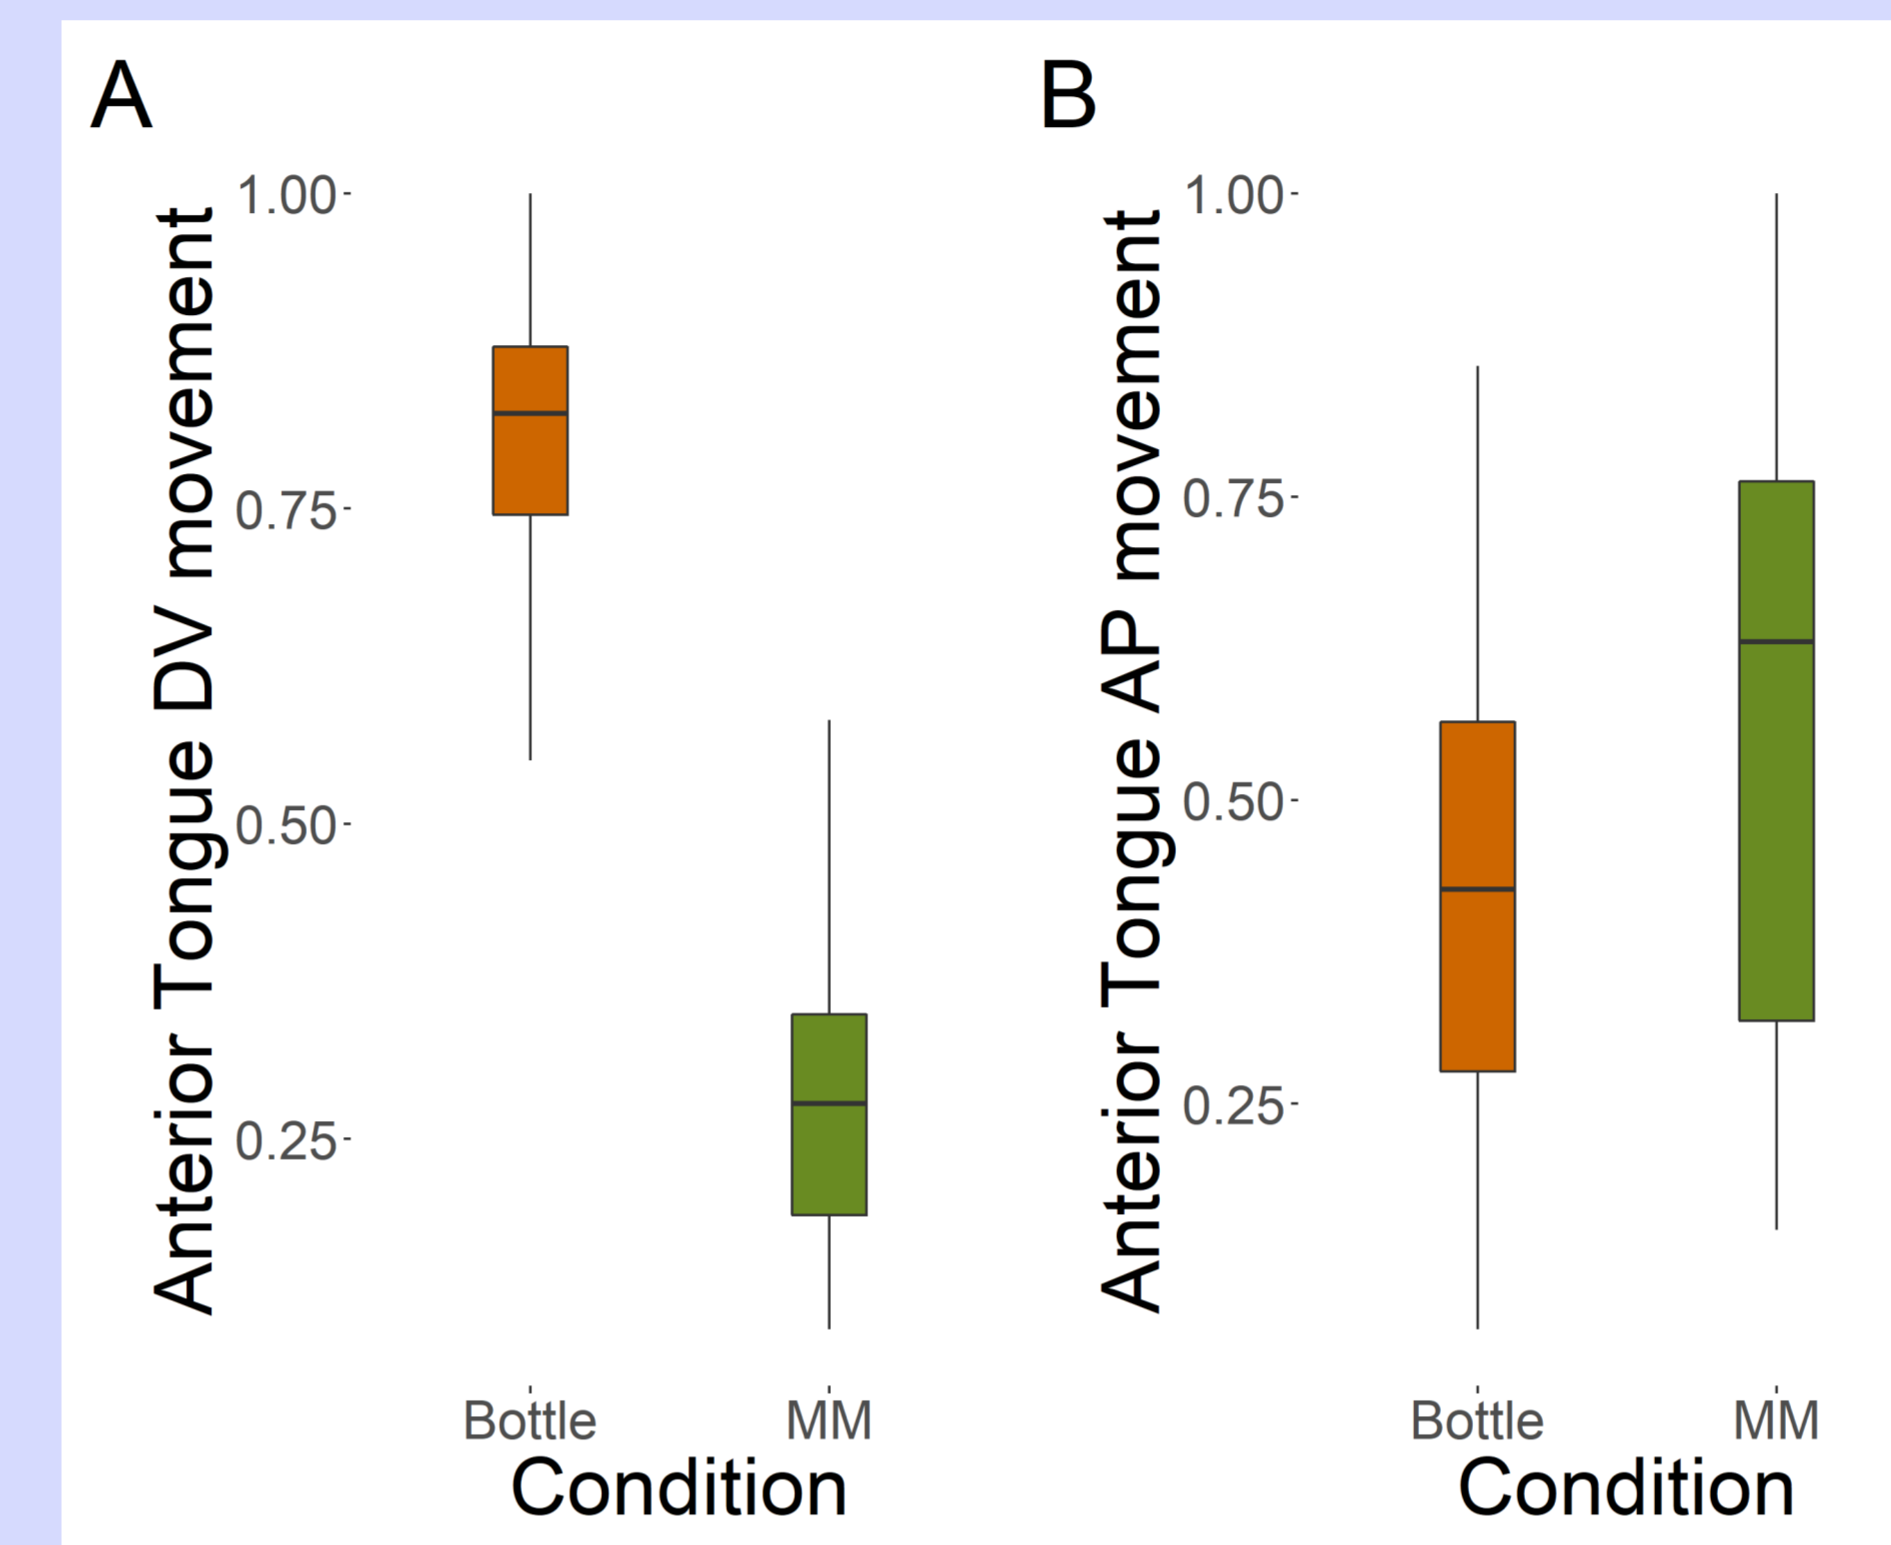 A
Anterior Tongue DV movement
1.00
0.75
0.50
0.25
Bottle MM
Condition
B
Anterior Tongue AP movement
1.00
0.75
0.50
0.25
Bottle MM
Condition